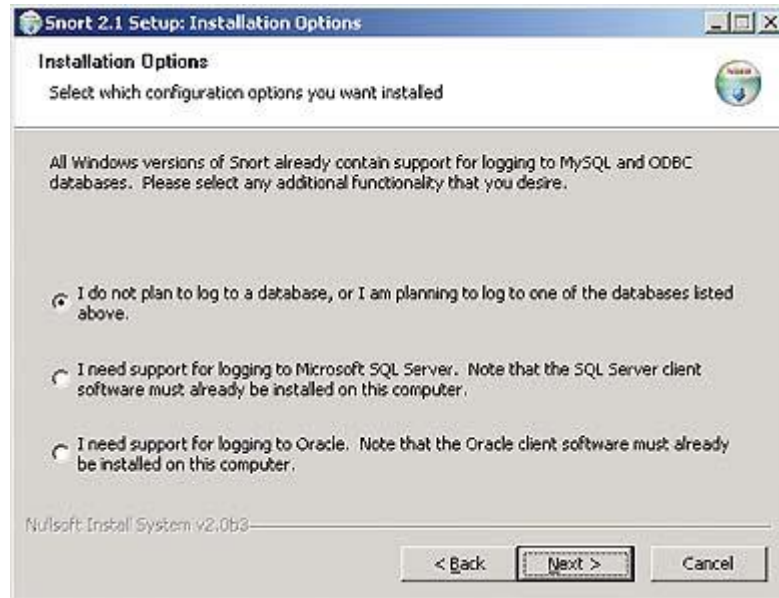 Snort 2.1 Setup: Installation Options
Installation Options
Select which configuration options you want installed
All Windows versions of Snort already contain support for logging to MySQL and ODBC
databases. Please select any additional functionality that you desire.
I do not plan to log to a database, or I am planning to log to one of the databases listed
above.
I need support for logging to Microsoft SQL Server. Note that the SQL Server client
software must already be installed on this computer.
I need support for logging to Oracle. Note that the Oracle client software must already
be installed on this computer.
Nullsoft Install System v2.0b3
< Back
Next >
Cancel